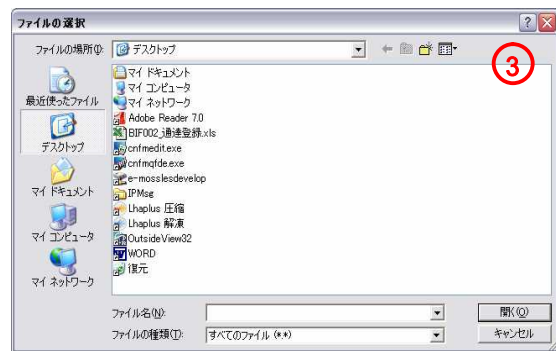 ファイルの選択
ファイルの場所(I): デスクトップ
③
最近使ったファイル
デスクトップ
マイ ドキュメント
マイ コンピュータ
マイ ネットワーク
マイ ドキュメント
マイ コンピュータ
マイ ネットワーク
Adobe Reader 7.0
BIF002_通達登録.xls
cnfmedit.exe
cnfmqfde.exe
e-mosslesdevelop
IPMsg
Lhaplus 圧縮
Lhaplus 解凍
OutsideView32
WORD
復元
ファイル名(N): 開く(O)
ファイルの種類(T): すべてのファイル (*.*) キャンセル